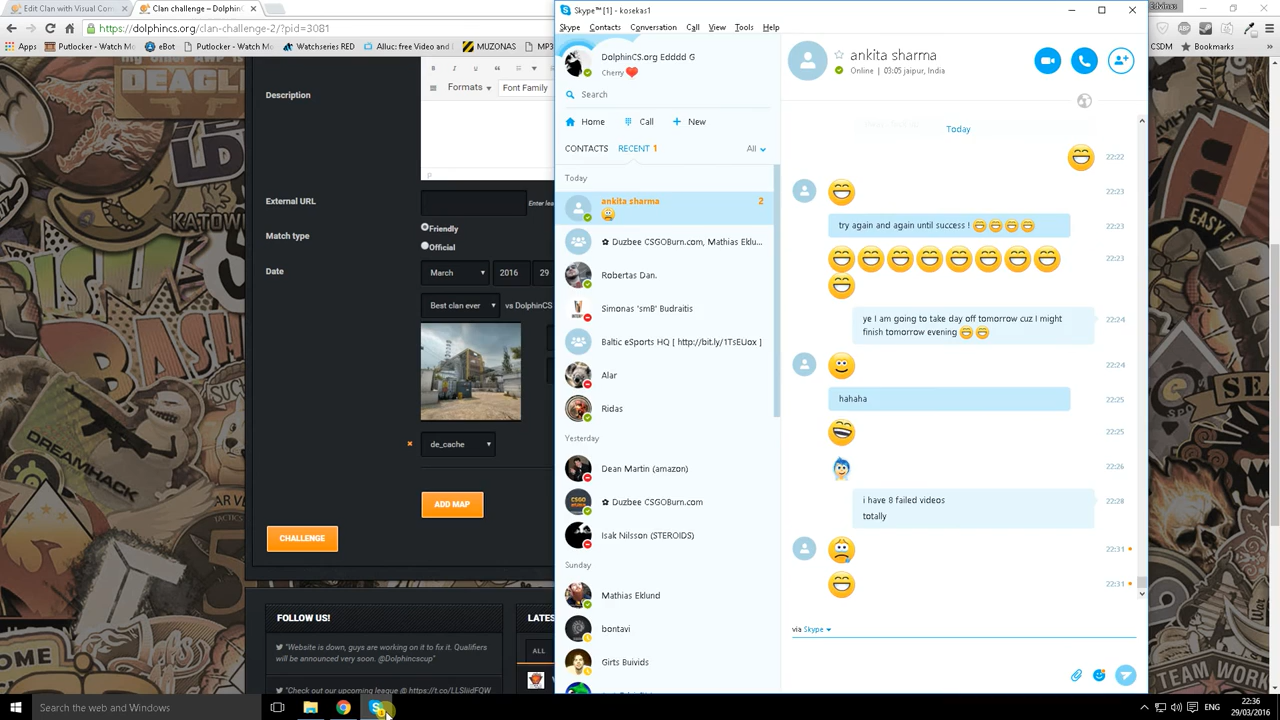 Edit Clan with Visual Con
Clan challenge – DolphinC
https://dolphincs.org/clan-challenge-2/?pid=3081
Apps
Putlocker - Watch
eBot
Putlocker - Watch
Watchseries RED
Alluc: free Video and
MUZONAS
MP3
CSDM
Bookmarks
Description
Formats
Font Family
p
External URL
Match type
Friendly
Official
Date
March
2016
29
Best clan ever
vs DolphinCS
de_cache
ADD MAP
CHALLENGE
FOLLOW US!
"Website is down, guys are working on it to fix it. Qualifiers
will be announced very soon. @Dolphincscup"
"Check out our upcoming league @ https://t.co/LLSliidFQW
ALL
Skype™ [1] - kosekas1
Skype
Contacts
Conversation
Call
View
Tools
Help
DolphinCS.org Edddd G
Cherry
Search
Home
Call
New
CONTACTS
RECENT 1
All
Today
ankita sharma
2
✿ Duzbee CSGOBurn.com, Mathias Eklu...
Robertas Dan.
Simonas 'smB' Budraitis
Baltic eSports HQ [ http://bit.ly/1TsEUox ]
Alar
Ridas
Yesterday
Dean Martin (amazon)
✿ Duzbee CSGOBurn.com
Isak Nilsson (STEROIDS)
Sunday
Mathias Eklund
bontavi
Girts Buivids
ankita sharma
Online | 03:05 jaipur, India
Today
22:22
22:23
try again and again until success !
22:23
22:23
ye I am going to take day off tomorrow cuz I might
finish tomorrow evening
22:24
22:24
hahaha
22:25
22:25
22:26
i have 8 failed videos
totally
22:28
22:31
22:31
via Skype
Search the web and Windows
ENG
22:36
29/03/2016